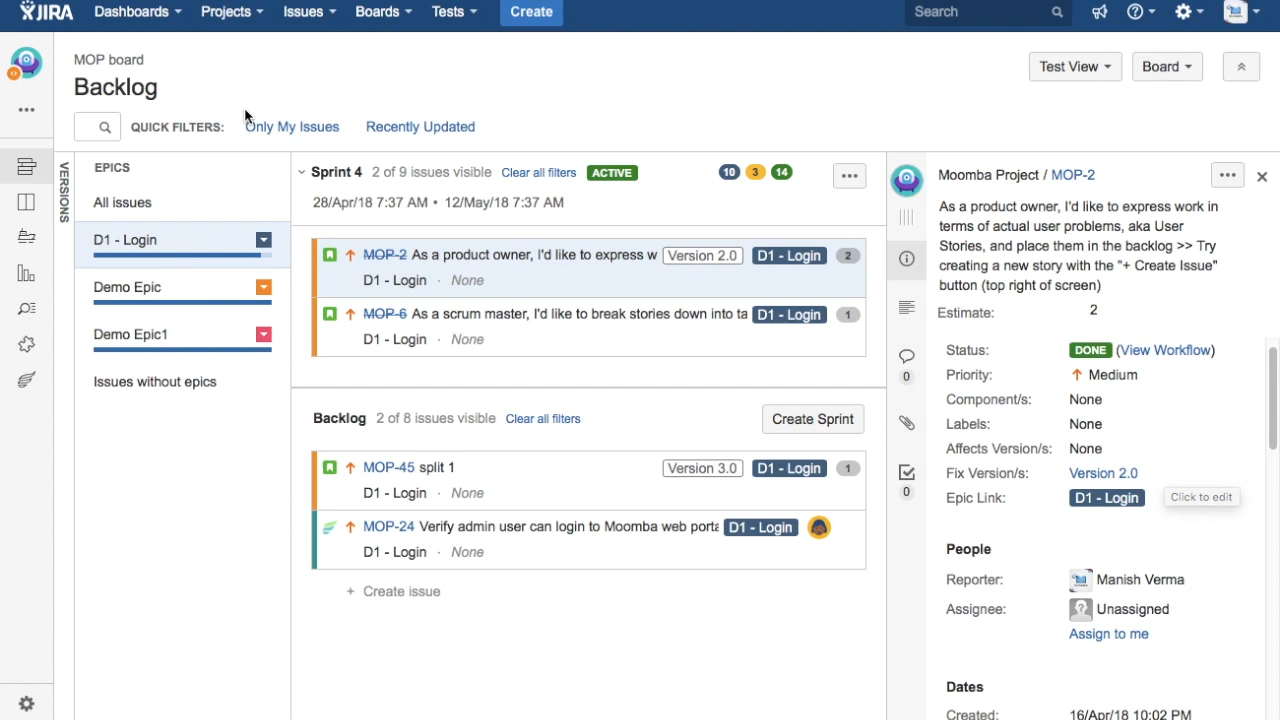 JIRA Dashboards Projects Issues Boards Tests Create Search
MOP board
Backlog
Test View Board
QUICK FILTERS: Only My Issues Recently Updated
VERSIONS
EPICS
All issues
D1 - Login
Demo Epic
Demo Epic1
Issues without epics
Sprint 4 2 of 9 issues visible Clear all filters ACTIVE 10 3 14 ...
28/Apr/18 7:37 AM • 12/May/18 7:37 AM
MOP-2 As a product owner, I'd like to express w Version 2.0 D1 - Login 2
D1 - Login · None
MOP-6 As a scrum master, I'd like to break stories down into ta D1 - Login 1
D1 - Login · None
Backlog 2 of 8 issues visible Clear all filters Create Sprint
MOP-45 split 1 Version 3.0 D1 - Login 1
D1 - Login · None
MOP-24 Verify admin user can login to Moomba web porta D1 - Login
D1 - Login · None
+ Create issue
0
0
Moomba Project / MOP-2 ...
As a product owner, I'd like to express work in
terms of actual user problems, aka User
Stories, and place them in the backlog >> Try
creating a new story with the "+ Create Issue"
button (top right of screen)
Estimate: 2
Status: DONE (View Workflow)
Priority: Medium
Component/s: None
Labels: None
Affects Version/s: None
Fix Version/s: Version 2.0
Epic Link: D1 - Login Click to edit
People
Reporter: Manish Verma
Assignee: Unassigned
Assign to me
Dates
Created: 16/Apr/18 10:02 PM